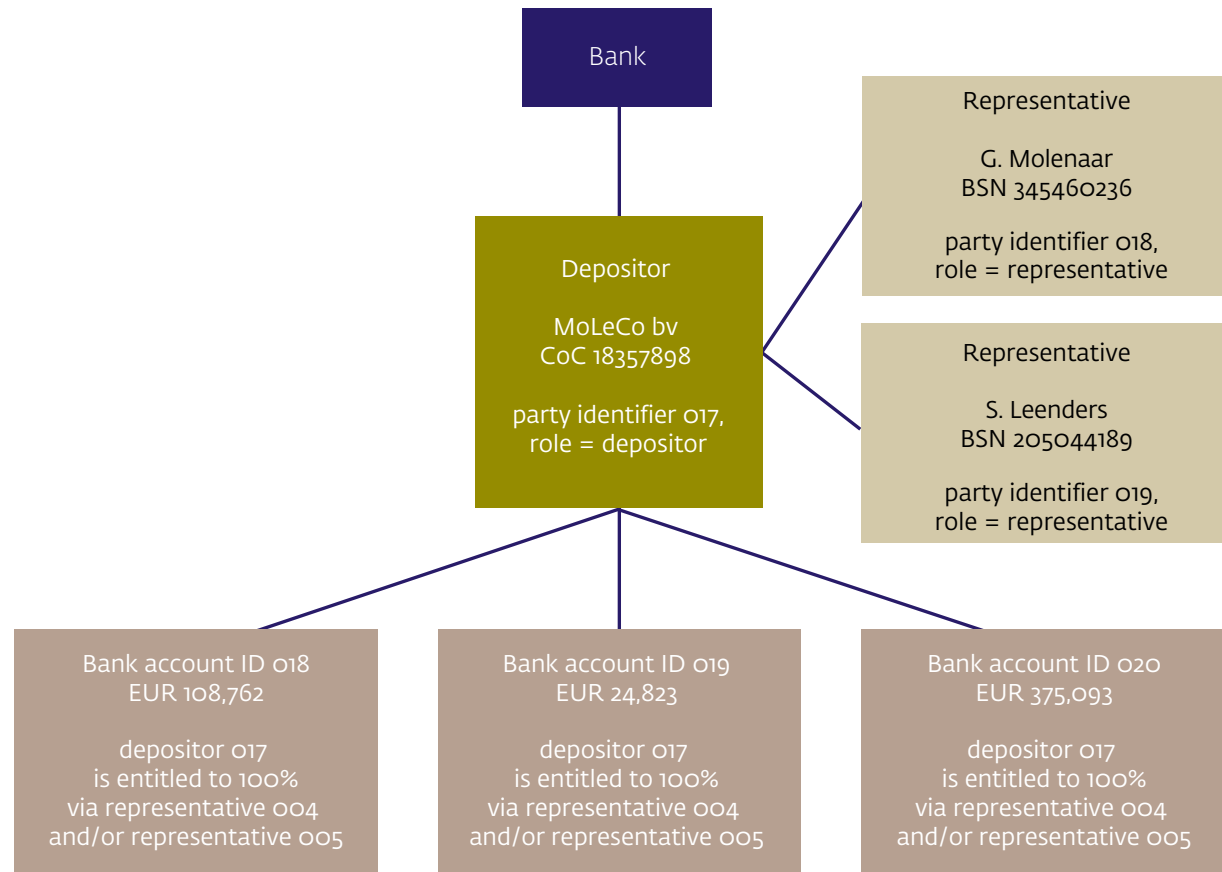 Bank
Representative
G. Molenaar
BSN 345460236
party identifier 018,
role = representative
Depositor
MoLeCo bv
CoC 18357898
party identifier 017,
role = depositor
Representative
S. Leenders
BSN 205044189
party identifier 019,
role = representative
Bank account ID 018
EUR 108,762
depositor 017
is entitled to 100%
via representative 004
and/or representative 005
Bank account ID 019
EUR 24,823
depositor 017
is entitled to 100%
via representative 004
and/or representative 005
Bank account ID 020
EUR 375,093
depositor 017
is entitled to 100%
via representative 004
and/or representative 005